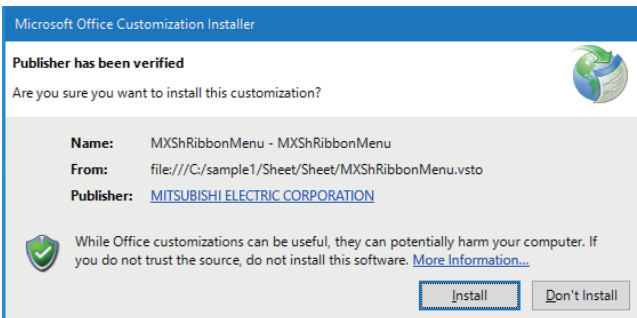 Microsoft Office Customization Installer
Publisher has been verified
Are you sure you want to install this customization?
Name: MXShRibbonMenu - MXShRibbonMenu
From: file:///C:/sample1/Sheet/Sheet/MXShRibbonMenu.vsto
Publisher: MITSUBISHI ELECTRIC CORPORATION
While Office customizations can be useful, they can potentially harm your computer. If
you do not trust the source, do not install this software. More Information...
Install Don't Install